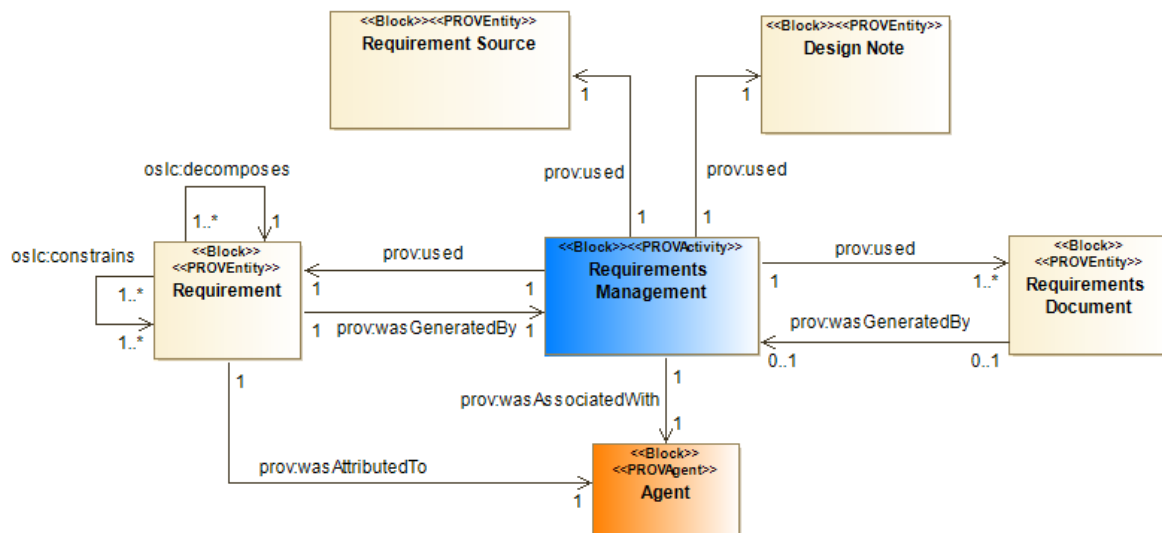 <<Block>><<PROVEntity>>
Requirement Source
<<Block>><<PROVEntity>>
Design Note
1
1
oslc:decomposes
prov:used
prov:used
1..*
1
1
1
oslc:constrains
1..*
1..*
<<Block>>
<<PROVEntity>>
Requirement
prov:used
1
1
prov:wasGeneratedBy
1
1
<<Block>><<PROVActivity>>
Requirements
Management
prov:used
1
1..*
prov:wasGeneratedBy
0..1
0..1
<<Block>>
<<PROVEntity>>
Requirements
Document
1
1
prov:wasAssociatedWith
1
prov:wasAttributedTo
1
<<Block>>
<<PROVAgent>>
Agent